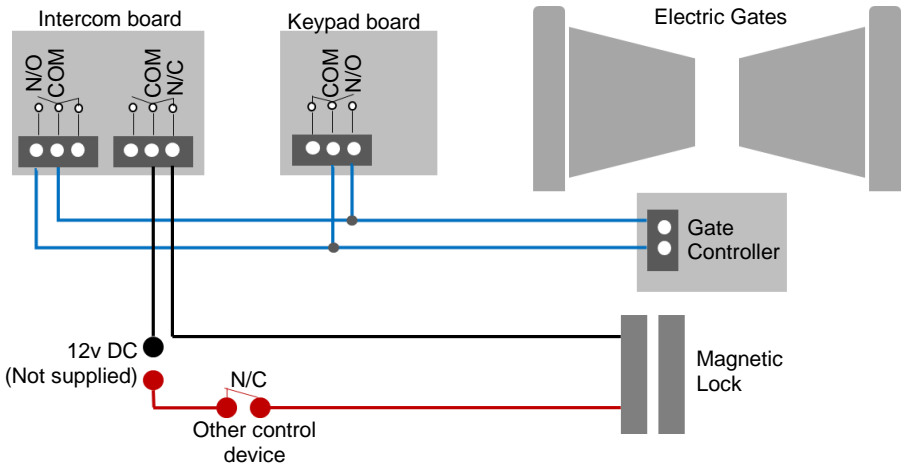 Intercom board
Keypad board
Electric Gates
N/O
COM
COM
N/C
COM
N/O
Gate
Controller
12v DC
(Not supplied)
N/C
Other control
device
Magnetic
Lock